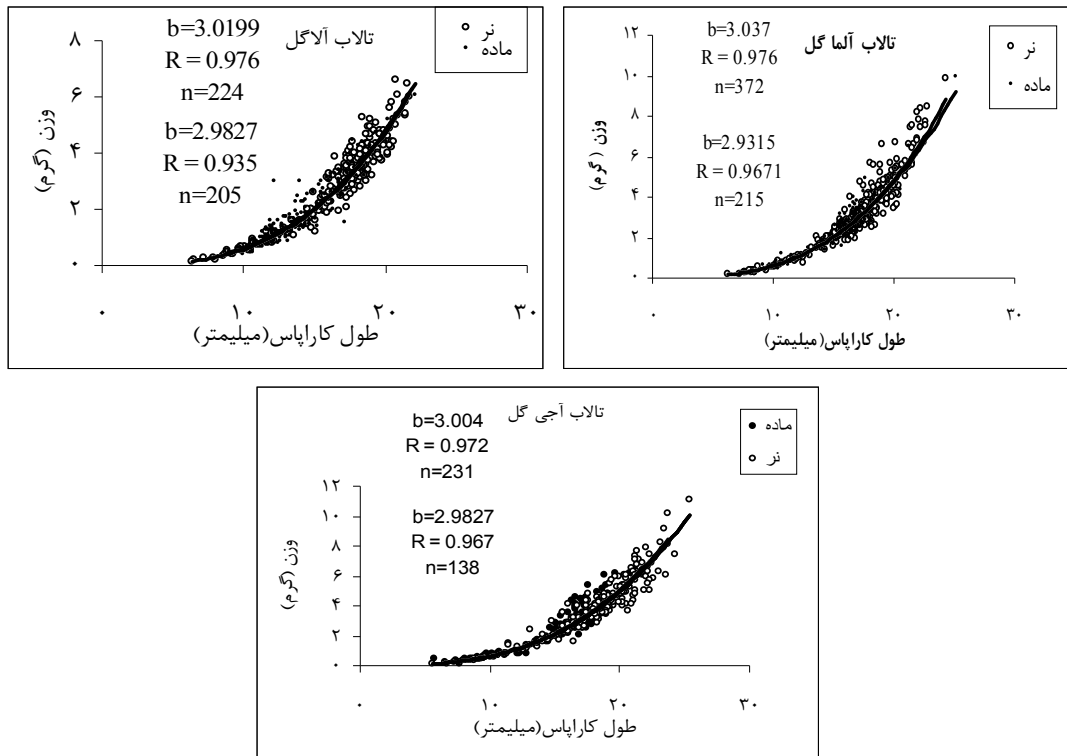 تالاب آلاگل
نر
ماده
b=3.0199
R = 0.976
n=224
b=2.9827
R = 0.935
n=205
وزن (گرم)
۸
۶
۴
۲
۰
۰ ۱۰ ۲۰ ۳۰
طول کاراپاس(میلیمتر)
تالاب آلما گل
نر
ماده
b=3.037
R = 0.976
n=372
b=2.9315
R = 0.9671
n=215
وزن (گرم)
۱۲
۱۰
۸
۶
۴
۲
۰
۰ ۱۰ ۲۰ ۳۰
طول کاراپاس(میلیمتر)
تالاب آجی گل
ماده
نر
b=3.004
R = 0.972
n=231
b=2.9827
R = 0.967
n=138
وزن (گرم)
۱۲
۱۰
۸
۶
۴
۲
۰
۰ ۱۰ ۲۰ ۳۰
طول کاراپاس(میلیمتر)